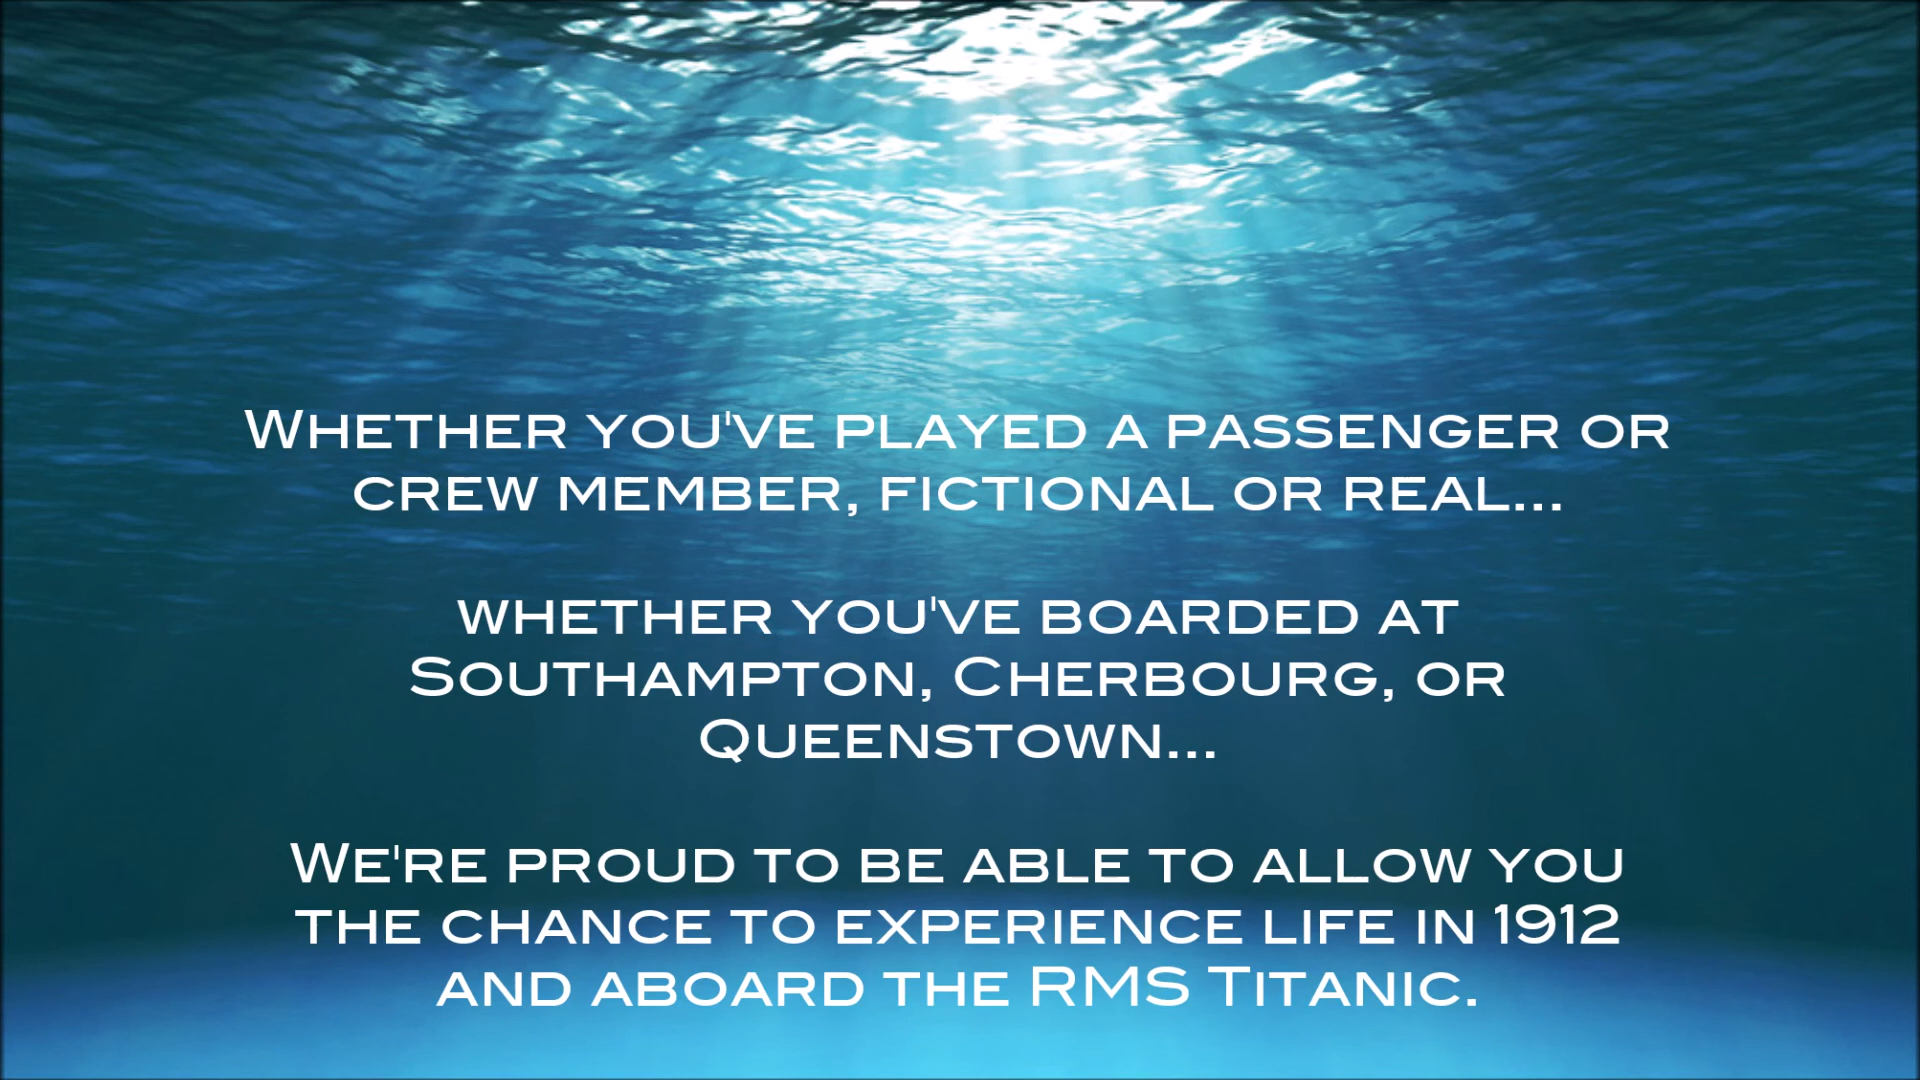 Whether you've played a passenger or
crew member, fictional or real...
whether you've boarded at
Southampton, Cherbourg, or
Queenstown...
We're proud to be able to allow you
the chance to experience life in 1912
and aboard the RMS Titanic.